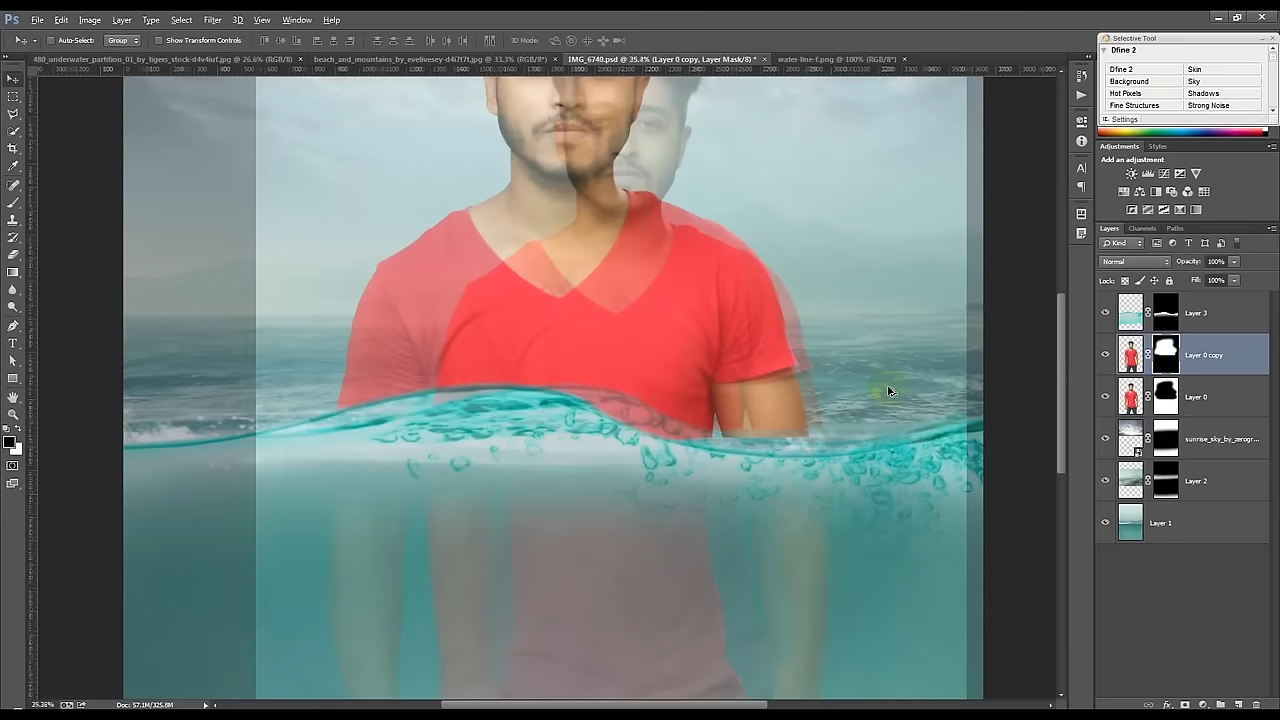 Ps File Edit Image Layer Type Select Filter 3D View Window Help
Auto-Select: Group Show Transform Controls 3D Mode:
480_underwater_partition_01_by_tigers_stock-d4v4iuf.jpg @ 26.6% (RGB/8) × beach_and_mountains_by_evelivesey-d4i7t7t.jpg @ 33.3% (RGB/8*) × IMG_6740.psd @ 35.8% (Layer 0 copy, Layer Mask/8) * × water-line-f.png @ 100% (RGB/8*) ×
Selective Tool
Dfine 2
Dfine 2 Skin
Background Sky
Hot Pixels Shadows
Fine Structures Strong Noise
Settings
Adjustments Styles
Add an adjustment
Layers Channels Paths
Kind
Normal Opacity: 100%
Lock: Fill: 100%
Layer 3
Layer 0 copy
Layer 0
sunrise_sky_by_zerogr...
Layer 2
Layer 1
Doc: 57.1M/325.8M